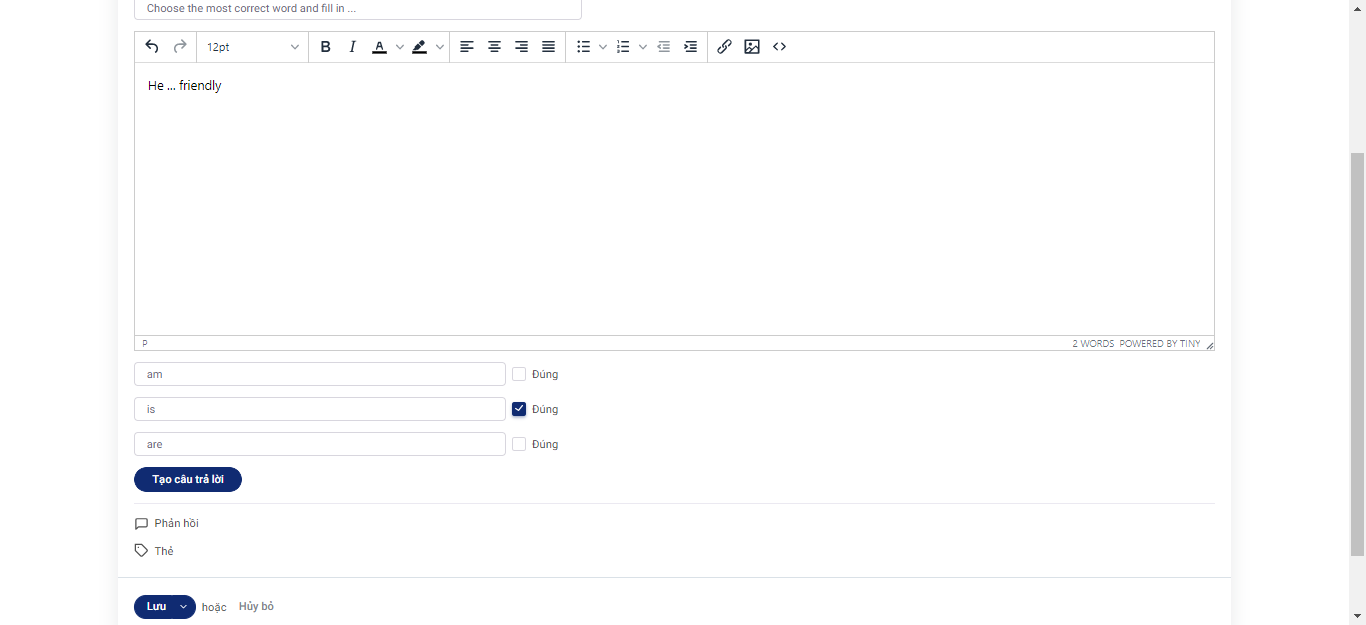 Choose the most correct word and fill in ...
12pt
He ... friendly
P
2 WORDS POWERED BY TINY
am
Đúng
is
Đúng
are
Đúng
Tạo câu trả lời
Phản hồi
Thẻ
Lưu hoặc Hủy bỏ